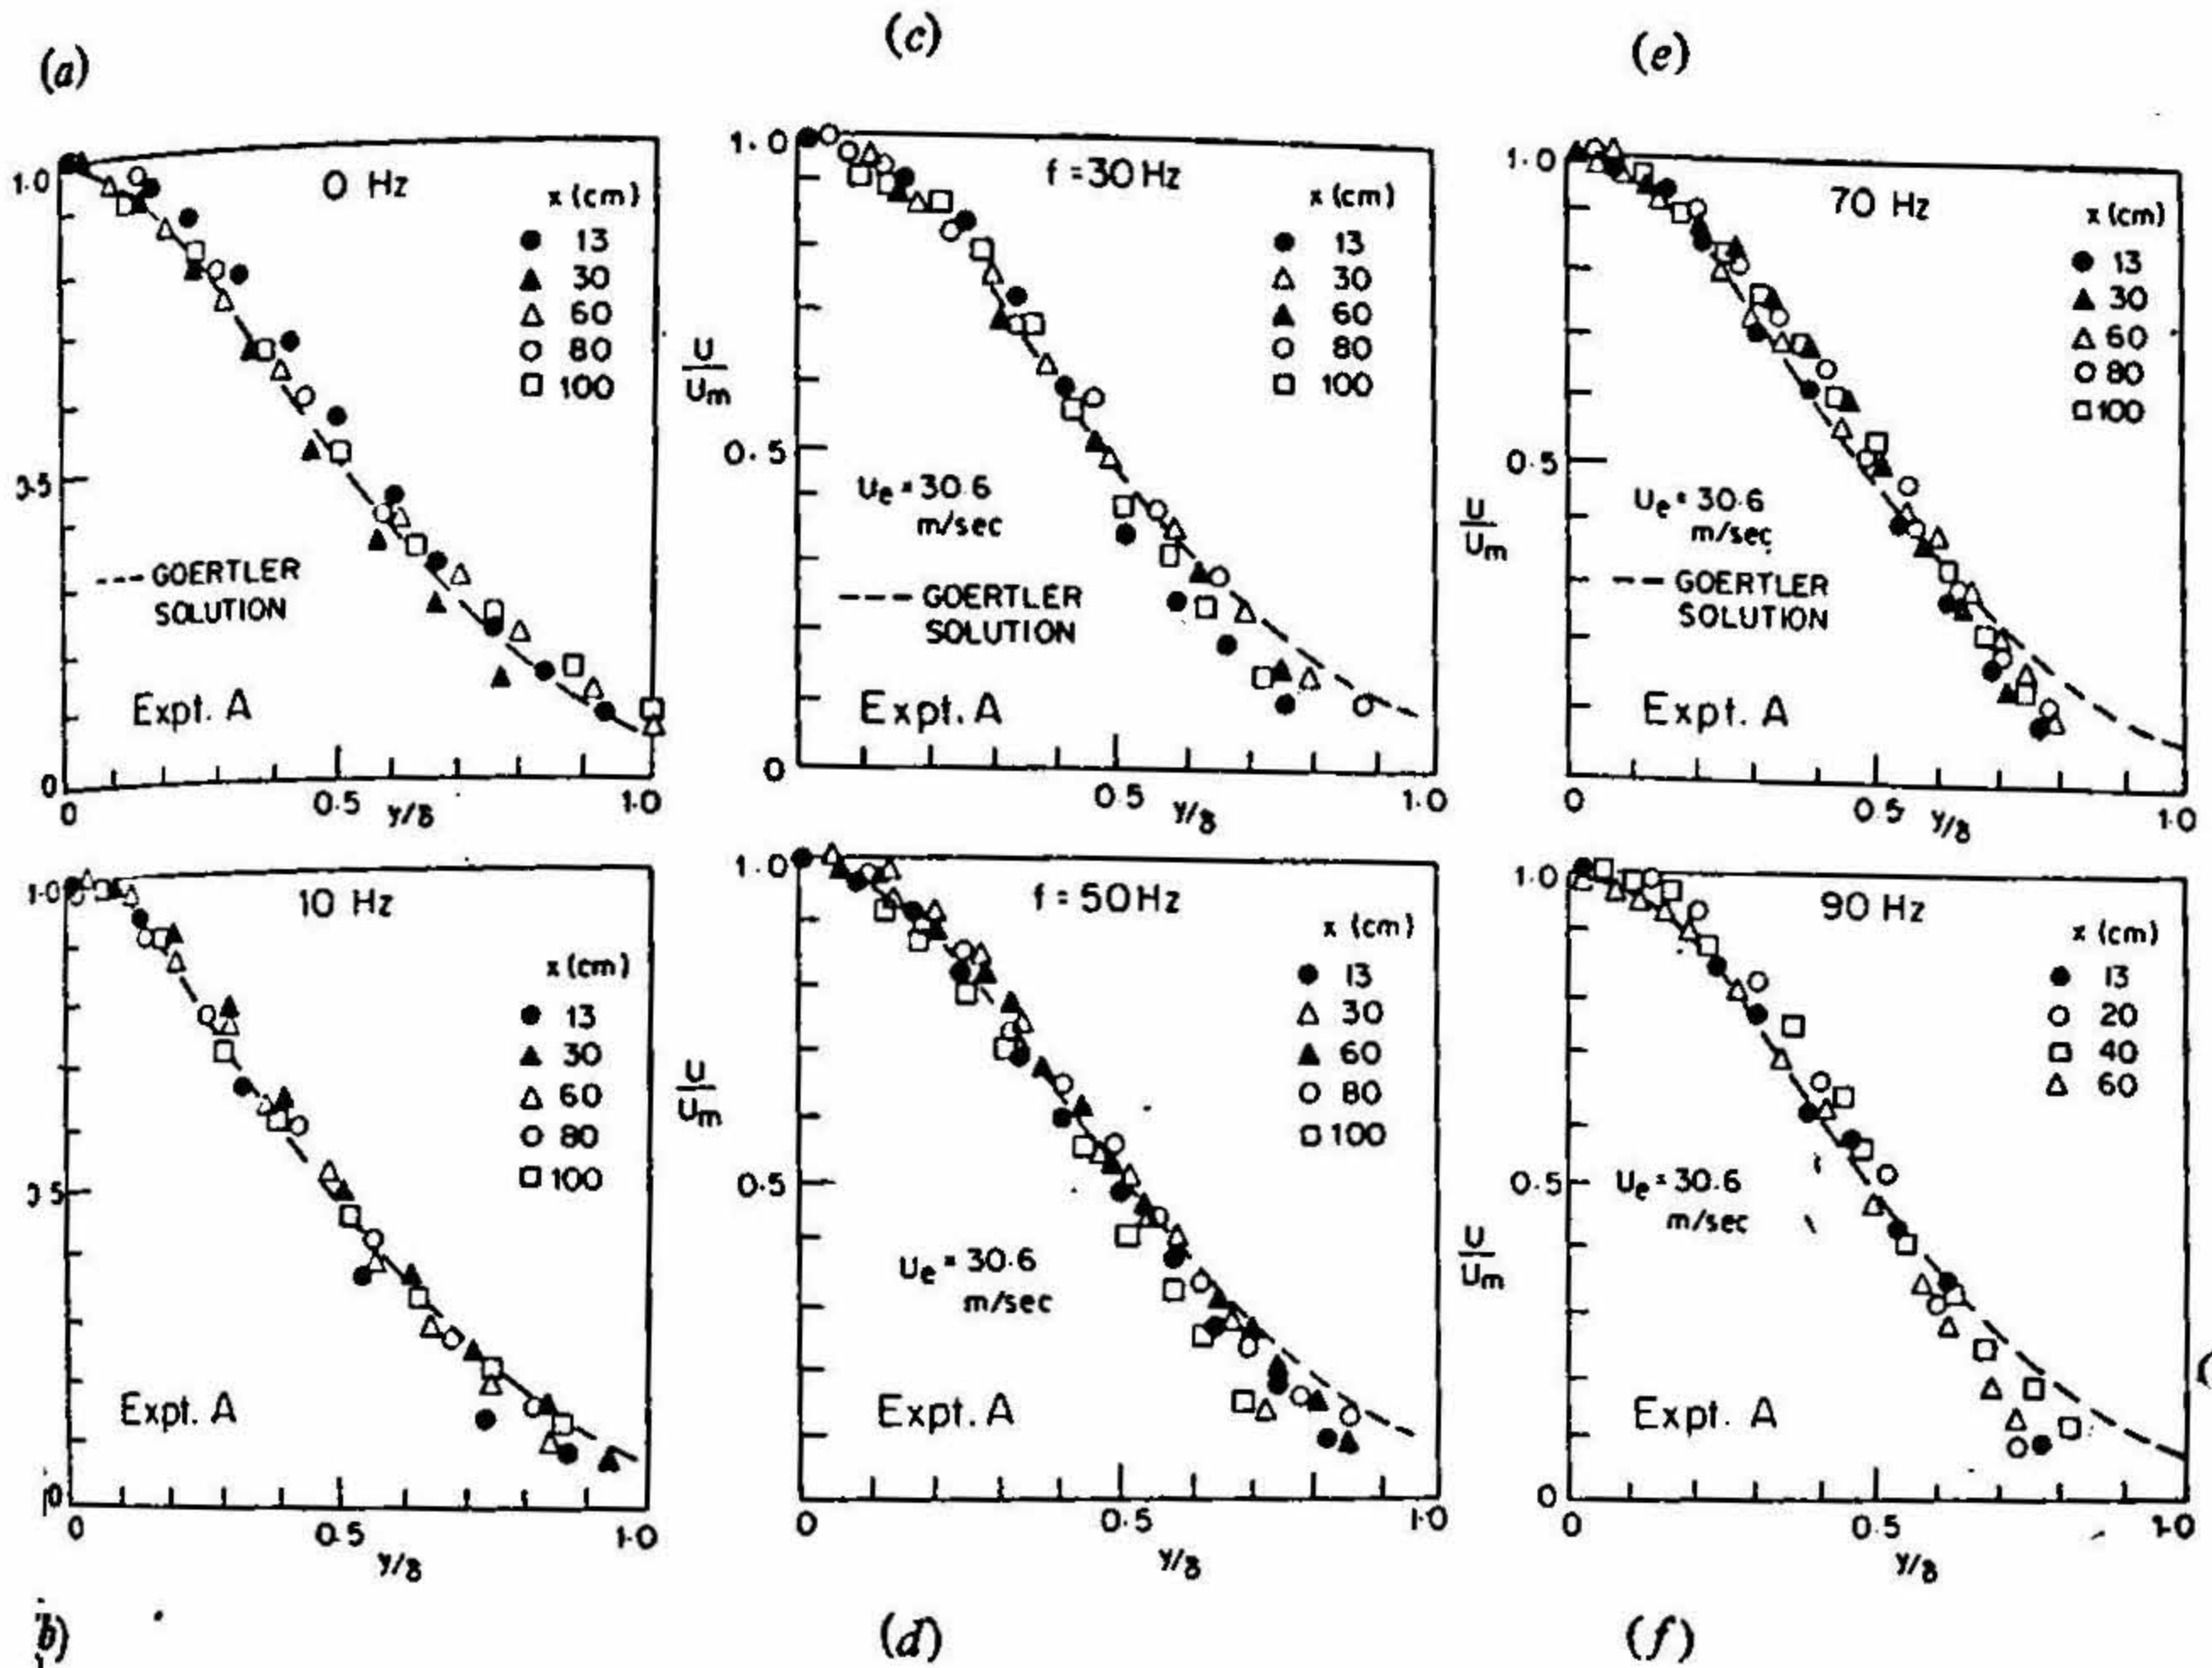 (a)
1.0
0 Hz
x (cm)
● 13
▲ 30
△ 60
○ 80
□ 100
0.5
--- GOERTLER
SOLUTION
Expt. A
0
0
0.5
y/δ
1.0
(c)
1.0
f = 30 Hz
x (cm)
● 13
△ 30
▲ 60
○ 80
□ 100
U
Um
0.5
Ue = 30.6
m/sec
--- GOERTLER
SOLUTION
Expt. A
0
0.5
y/δ
1.0
(e)
1.0
70 Hz
x (cm)
● 13
▲ 30
△ 60
○ 80
□ 100
0.5
U
Um
Ue = 30.6
m/sec
-- GOERTLER
SOLUTION
Expt. A
0
0.5
y/δ
1.0
1.0
10 Hz
x (cm)
● 13
▲ 30
△ 60
○ 80
□ 100
0.5
Expt. A
0
0
0.5
y/δ
1.0
b)
1.0
f = 50 Hz
x (cm)
● 13
△ 30
▲ 60
○ 80
□ 100
U
Um
0.5
Ue = 30.6
m/sec
Expt. A
0
0.5
y/δ
1.0
(d)
1.0
90 Hz
x (cm)
● 13
○ 20
□ 40
△ 60
0.5
Ue = 30.6
m/sec
U
Um
Expt. A
0
0
0.5
y/δ
1.0
(f)